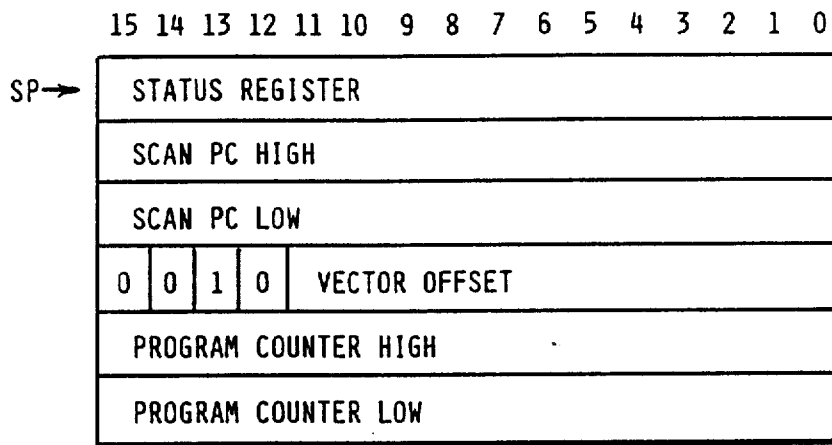 15 14 13 12 11 10 9 8 7 6 5 4 3 2 1 0
SP→ STATUS REGISTER
SCAN PC HIGH
SCAN PC LOW
0 0 1 0 VECTOR OFFSET
PROGRAM COUNTER HIGH
PROGRAM COUNTER LOW